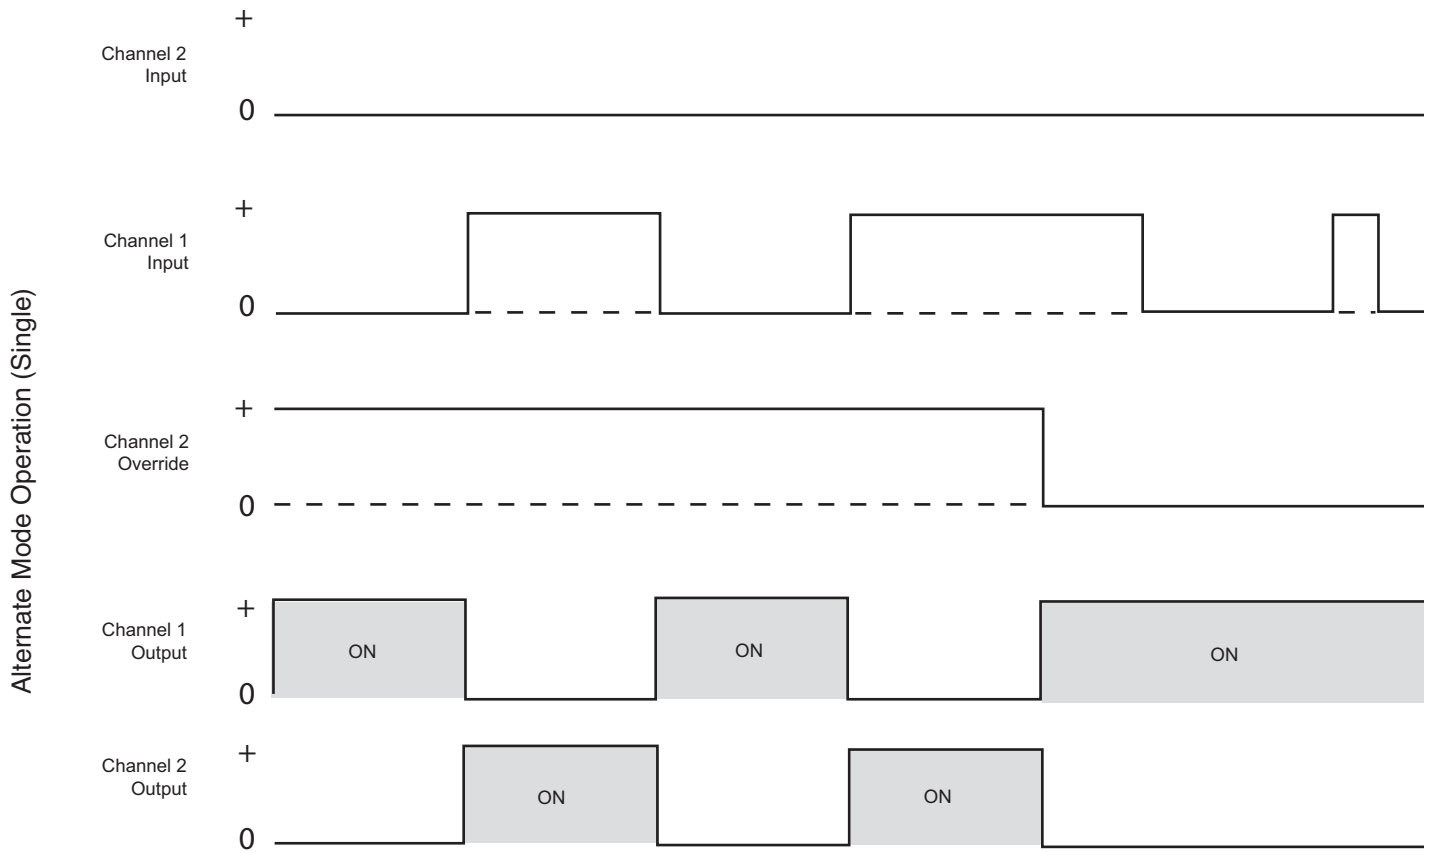 Alternate Mode Operation (Single)
+
Channel 2
Input
0
+
Channel 1
Input
0
+
Channel 2
Override
0
+
Channel 1
Output
ON
ON
ON
0
+
Channel 2
Output
ON
ON
0